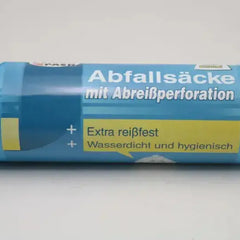 Abfallsäcke
mit Abreißperforation
+ Extra reißfest
+ Wasserdicht und hygienisch